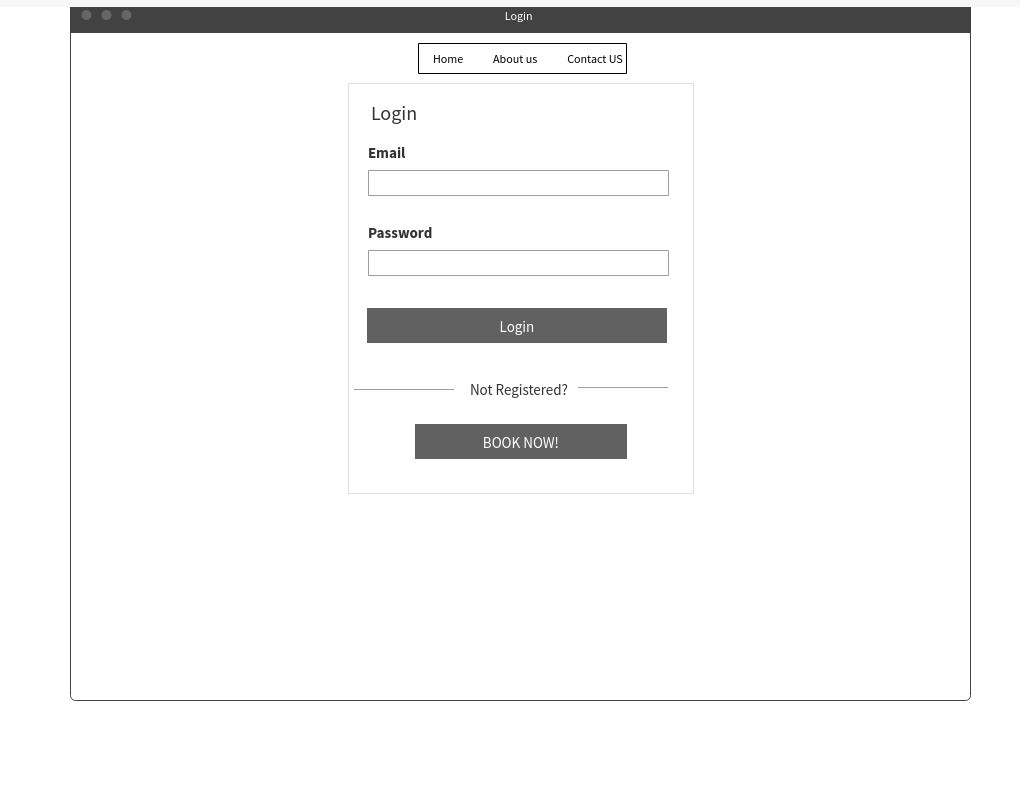 Login
Home About us Contact US
Login
Email
Password
Login
Not Registered?
BOOK NOW!